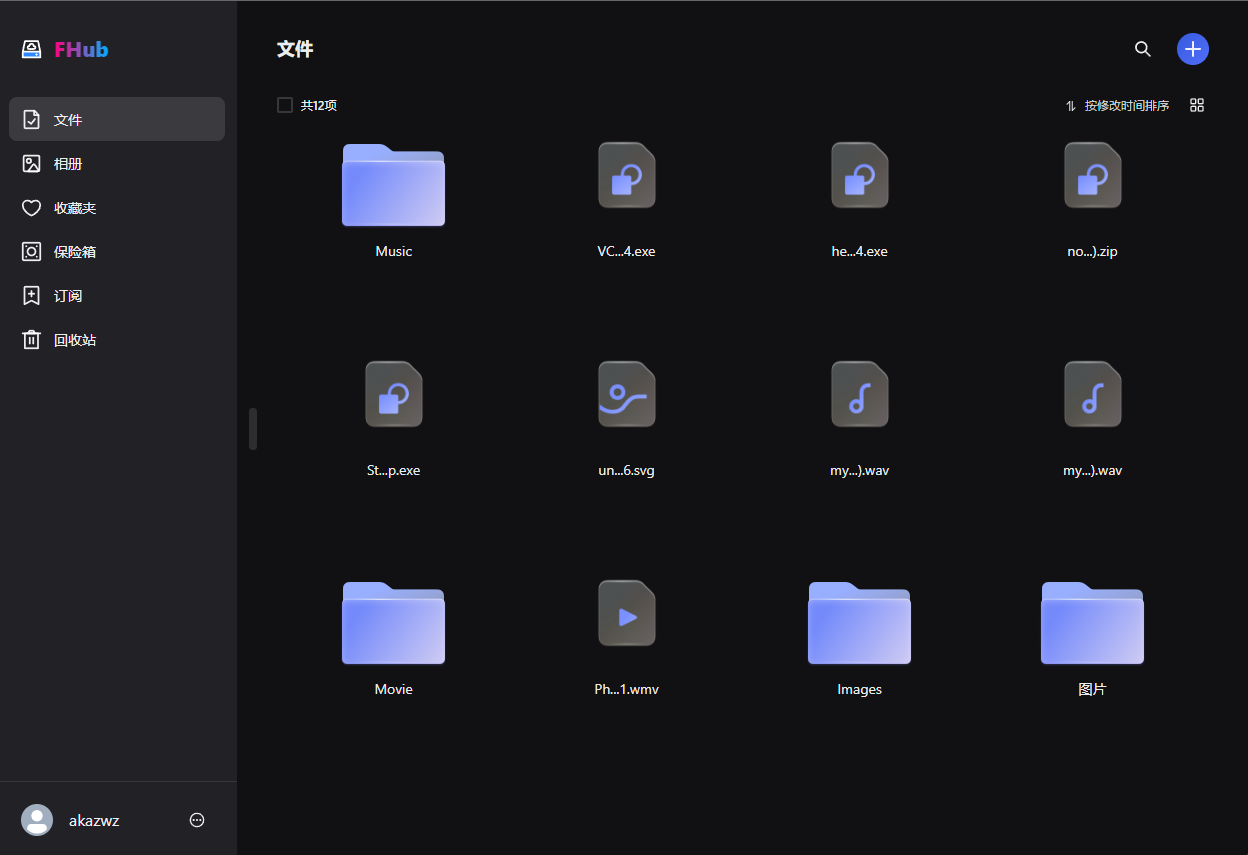 FHub
文件
相册
收藏夹
保险箱
订阅
回收站
akazwz
文件
共12项
按修改时间排序
Music
VC...4.exe
he...4.exe
no...).zip
St...p.exe
un...6.svg
my...).wav
my...).wav
Movie
Ph...1.wmv
Images
图片